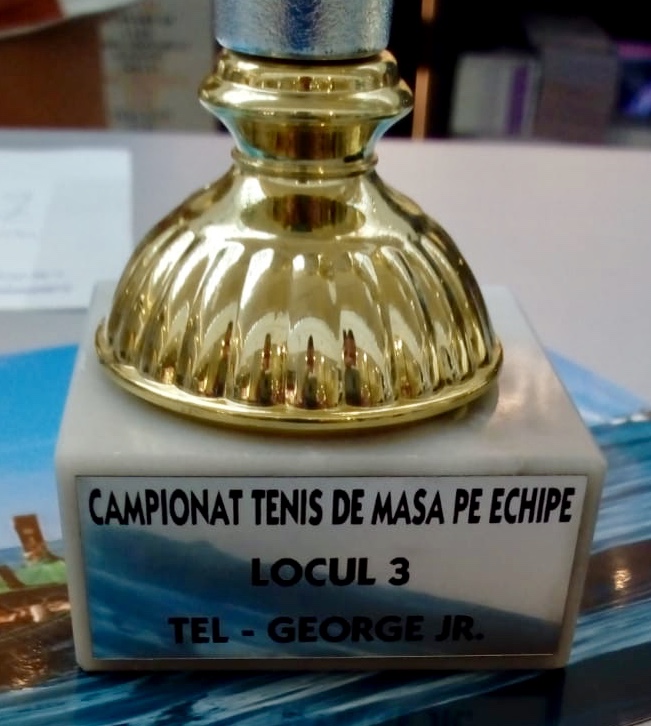 CAMPIONAT TENIS DE MASA PE ECHIPE
LOCUL 3
TEL - GEORGE JR.